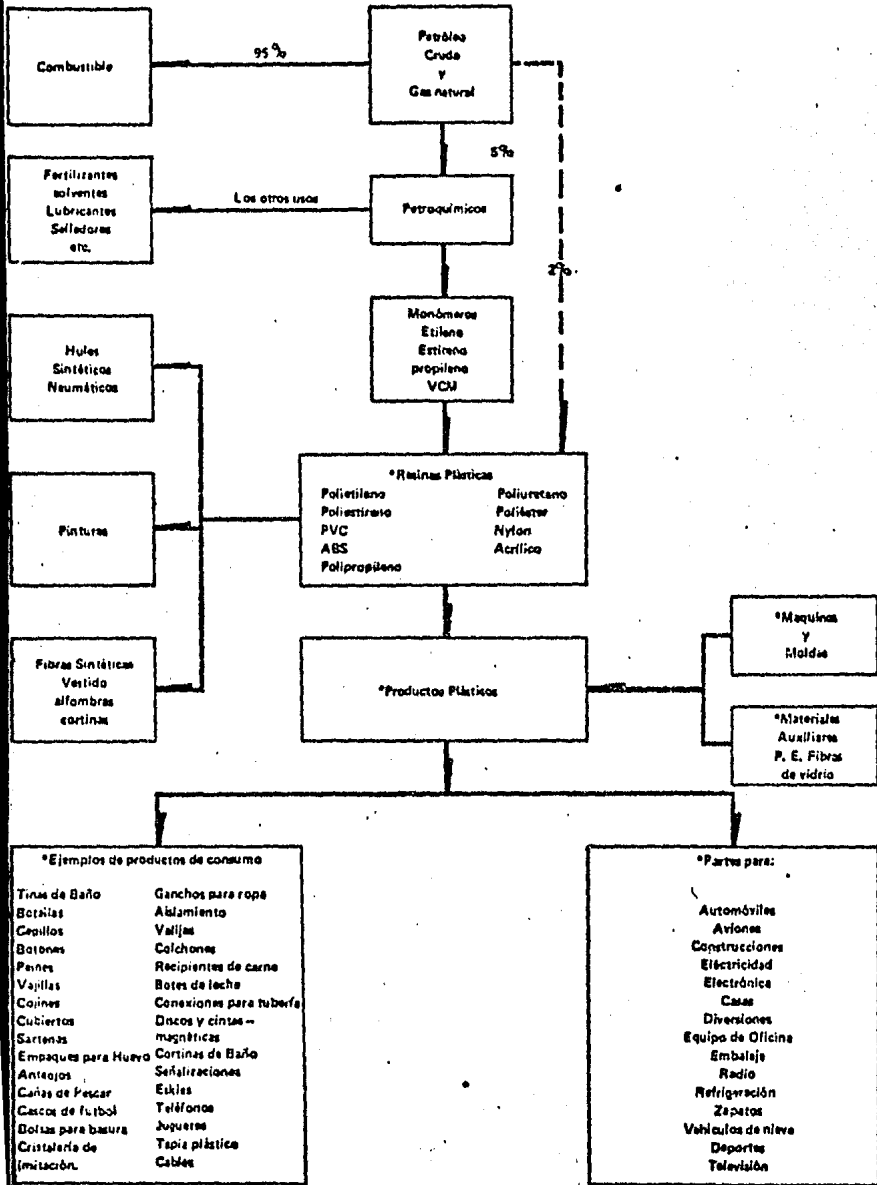 Combustible
95%
Petróleo
Crudo
y
Gas natural
5%
Fertilizantes
solventes
Lubricantes
Selladores
etc.
Los otros usos
Petroquímicos
2%
Monómeros
Etileno
Estireno
propileno
VCM
Hules
Sintéticos
Neumáticos
*Resinas Plásticas
Polietileno
Poliestireno
PVC
ABS
Polipropileno
Poliuretano
Poliéster
Nylon
Acrílico
Pinturas
Fibras Sintéticas
Vestido
alfombras
cortinas
*Productos Plásticos
*Maquinas
y
Moldes
*Materiales
Auxiliares
P. E. Fibras
de vidrio
*Ejemplos de productos de consumo
Tinas de Baño
Botellas
Cepillos
Botones
Peines
Vajillas
Cojines
Cubiertos
Sartenes
Empaques para Huevo
Anteojos
Cañas de Pescar
Cascos de futbol
Bolsas para basura
Cristalería de
imitación.
Ganchos para ropa
Aislamiento
Valijas
Colchones
Recipientes de carne
Botes de leche
Conexiones para tubería
Discos y cintas –
magnéticas
Cortinas de Baño
Señalizaciones
Eskies
Teléfonos
Juguetes
Tapia plástica
Cables
*Partes para:
Automóviles
Aviones
Construcciones
Eléctricidad
Electrónica
Casas
Diversiones
Equipo de Oficina
Embalaje
Radio
Refrigeración
Zapatos
Vehículos de nieve
Deportes
Televisión